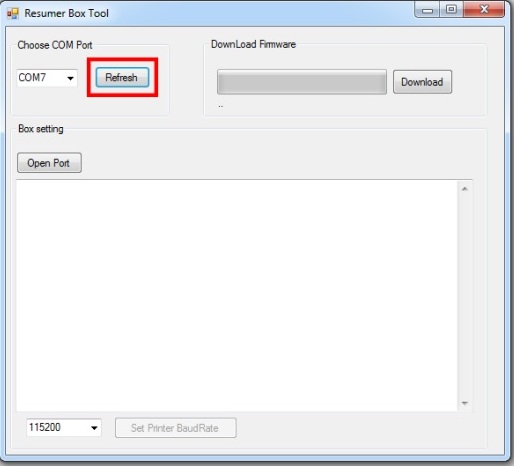 Resumer Box Tool
Choose COM Port
DownLoad Firmware
COM7
Refresh
Download
..
Box setting
Open Port
115200
Set Printer BaudRate